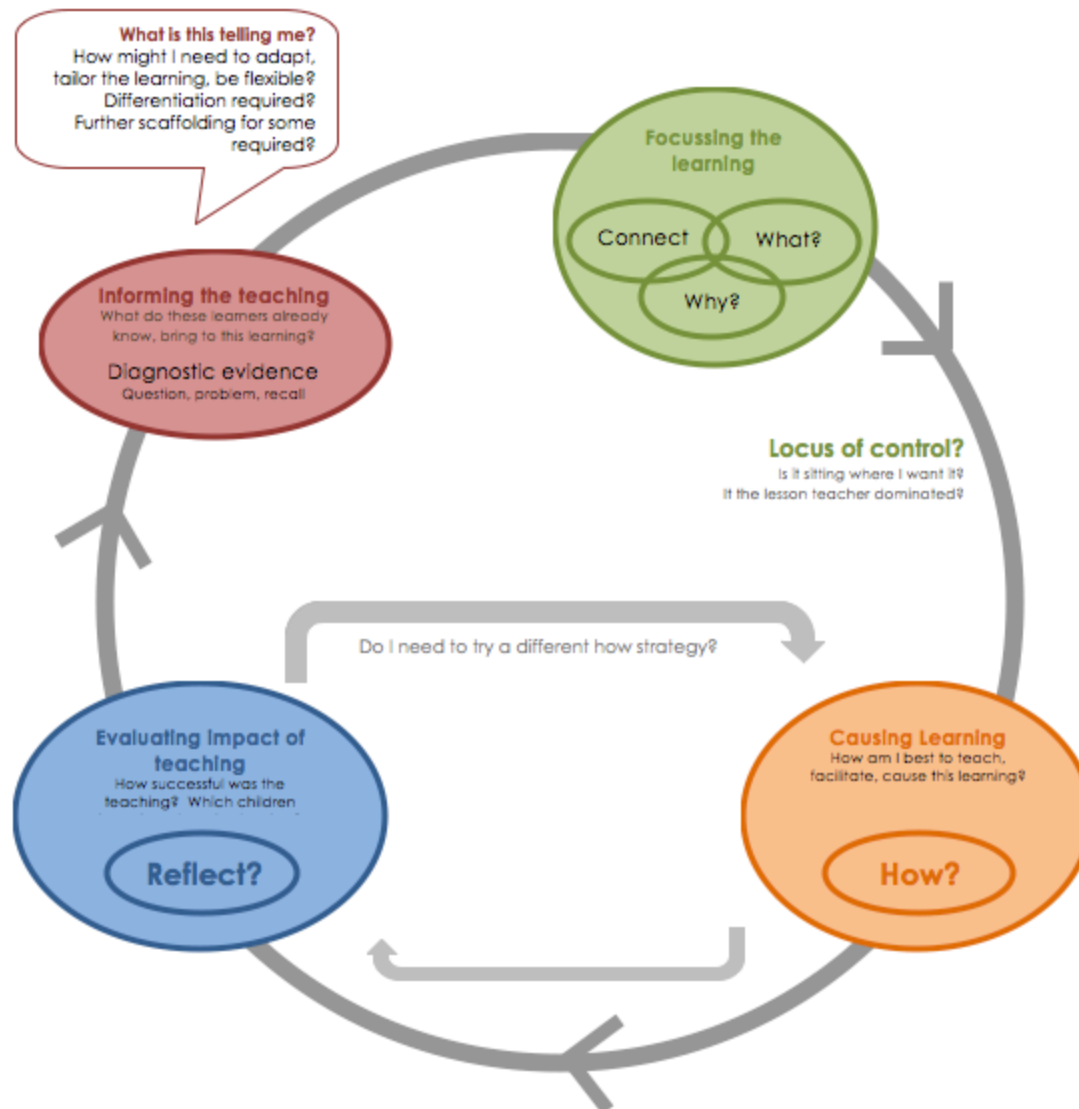 What is this telling me?
How might I need to adapt,
tailor the learning, be flexible?
Differentiation required?
Further scaffolding for some
required?
Focussing the
learning
Connect
What?
Why?
Informing the teaching
What do these learners already
know, bring to this learning?
Diagnostic evidence
Question, problem, recall
Locus of control?
Is it sitting where I want it?
It the lesson teacher dominated?
Do I need to try a different how strategy?
Evaluating impact of
teaching
How successful was the
teaching? Which children
Reflect?
Causing Learning
How am I best to teach,
facilitate, cause this learning?
How?